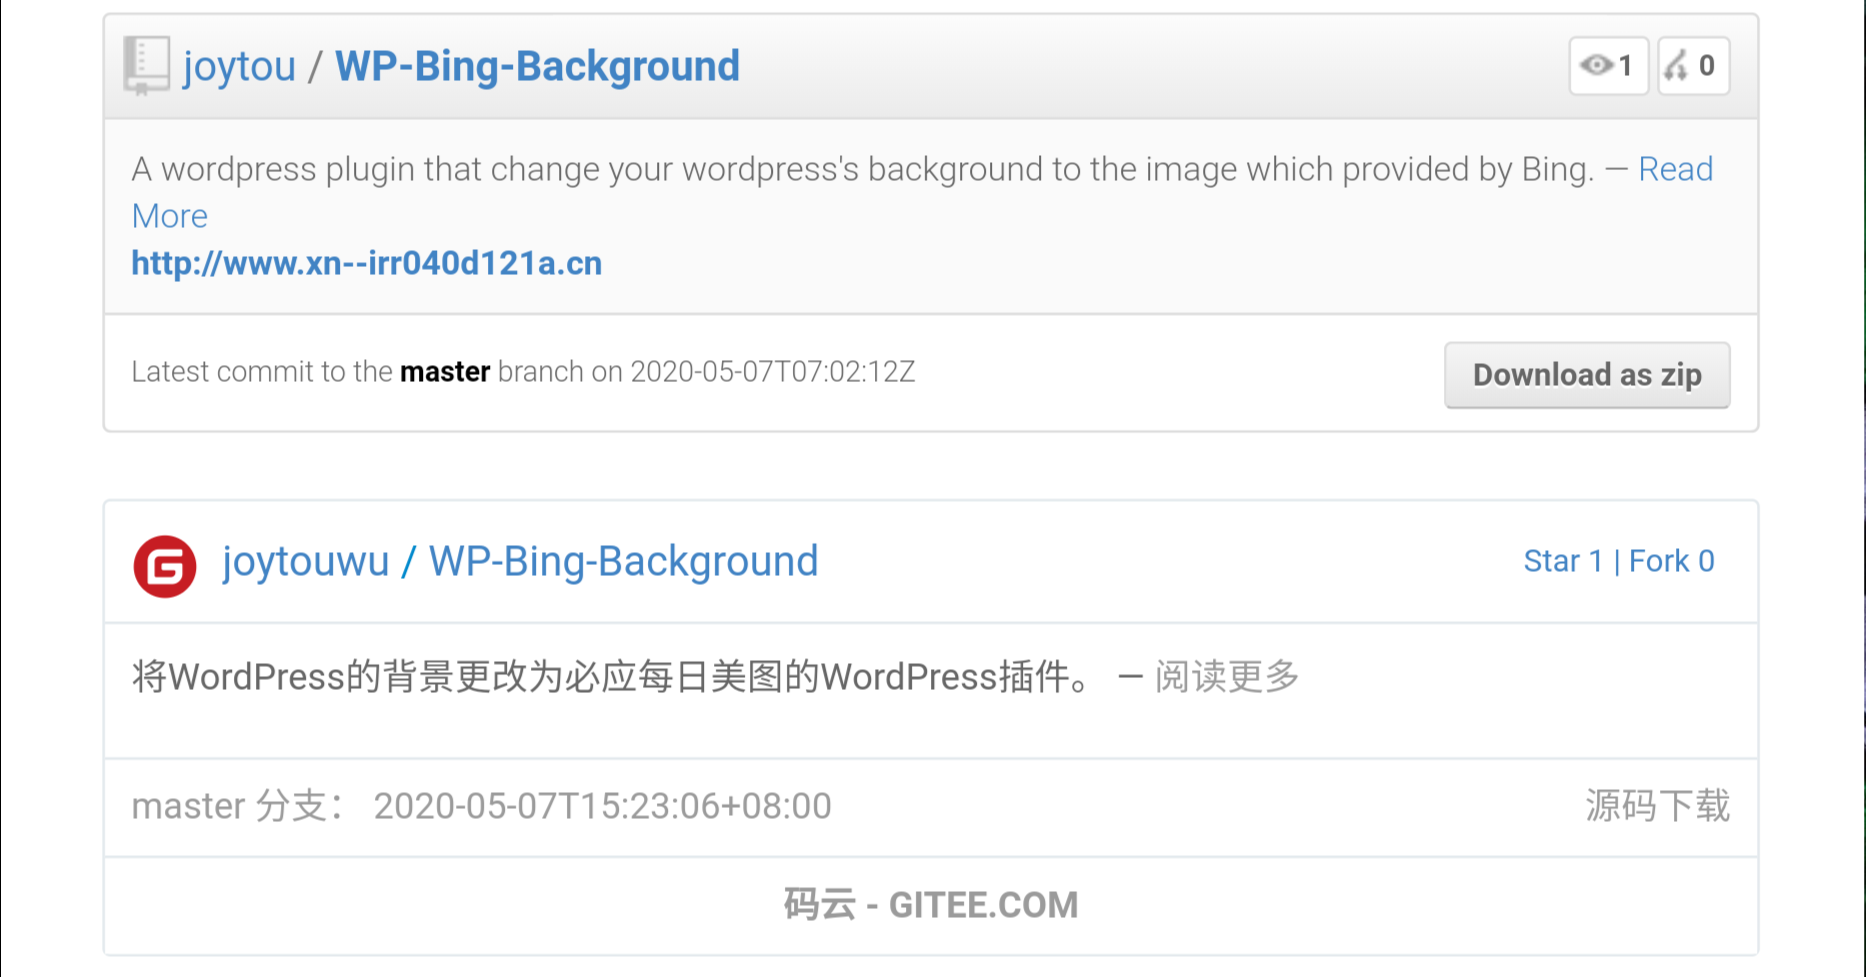 joytou / WP-Bing-Background
1
0
A wordpress plugin that change your wordpress's background to the image which provided by Bing. — Read
More
http://www.xn--irr040d121a.cn
Latest commit to the master branch on 2020-05-07T07:02:12Z
Download as zip
joytouwu / WP-Bing-Background
Star 1 | Fork 0
将WordPress的背景更改为必应每日美图的WordPress插件。 — 阅读更多
master 分支： 2020-05-07T15:23:06+08:00
源码下载
码云 - GITEE.COM